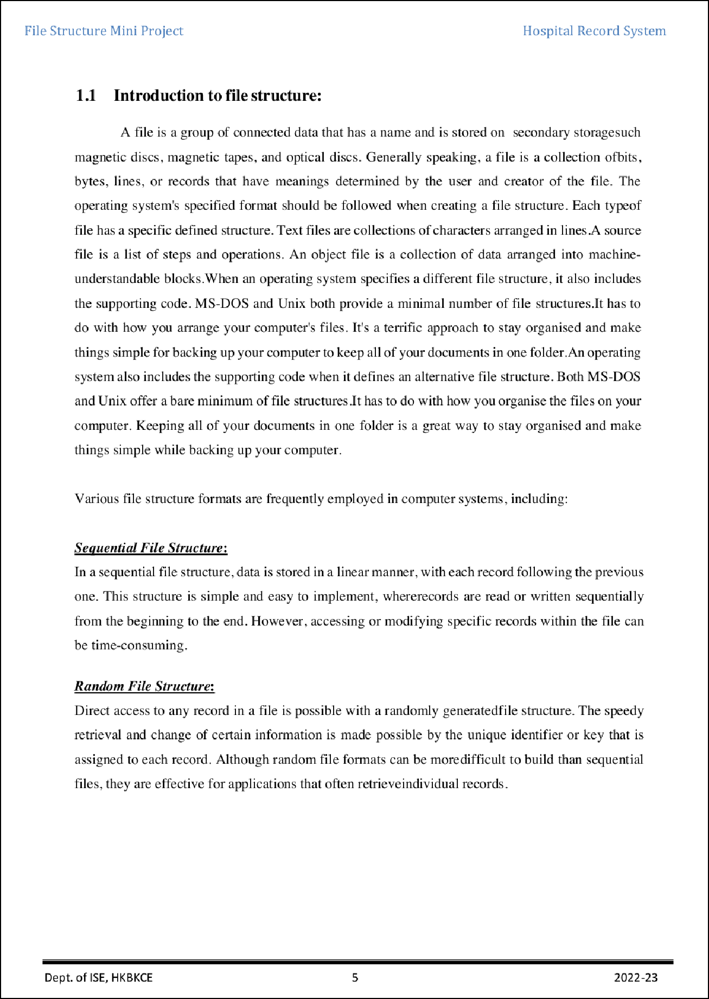 File Structure Mini Project Hospital Record System
1.1 Introduction to file structure:
A file is a group of connected data that has a name and is stored on secondary storagesuch
magnetic discs, magnetic tapes, and optical discs. Generally speaking, a file is a collection ofbits,
bytes, lines, or records that have meanings determined by the user and creator of the file. The
operating system's specified format should be followed when creating a file structure. Each typeof
file has a specific defined structure. Text files are collections of characters arranged in lines.A source
file is a list of steps and operations. An object file is a collection of data arranged into machine-
understandable blocks.When an operating system specifies a different file structure, it also includes
the supporting code. MS-DOS and Unix both provide a minimal number of file structures.It has to
do with how you arrange your computer's files. It's a terrific approach to stay organised and make
things simple for backing up your computer to keep all of your documents in one folder.An operating
system also includes the supporting code when it defines an alternative file structure. Both MS-DOS
and Unix offer a bare minimum of file structures.It has to do with how you organise the files on your
computer. Keeping all of your documents in one folder is a great way to stay organised and make
things simple while backing up your computer.
Various file structure formats are frequently employed in computer systems, including:
Sequential File Structure:
In a sequential file structure, data is stored in a linear manner, with each record following the previous
one. This structure is simple and easy to implement, whererecords are read or written sequentially
from the beginning to the end. However, accessing or modifying specific records within the file can
be time-consuming.
Random File Structure:
Direct access to any record in a file is possible with a randomly generatedfile structure. The speedy
retrieval and change of certain information is made possible by the unique identifier or key that is
assigned to each record. Although random file formats can be moredifficult to build than sequential
files, they are effective for applications that often retrieveindividual records.
Dept. of ISE, HKBKCE 5 2022-23